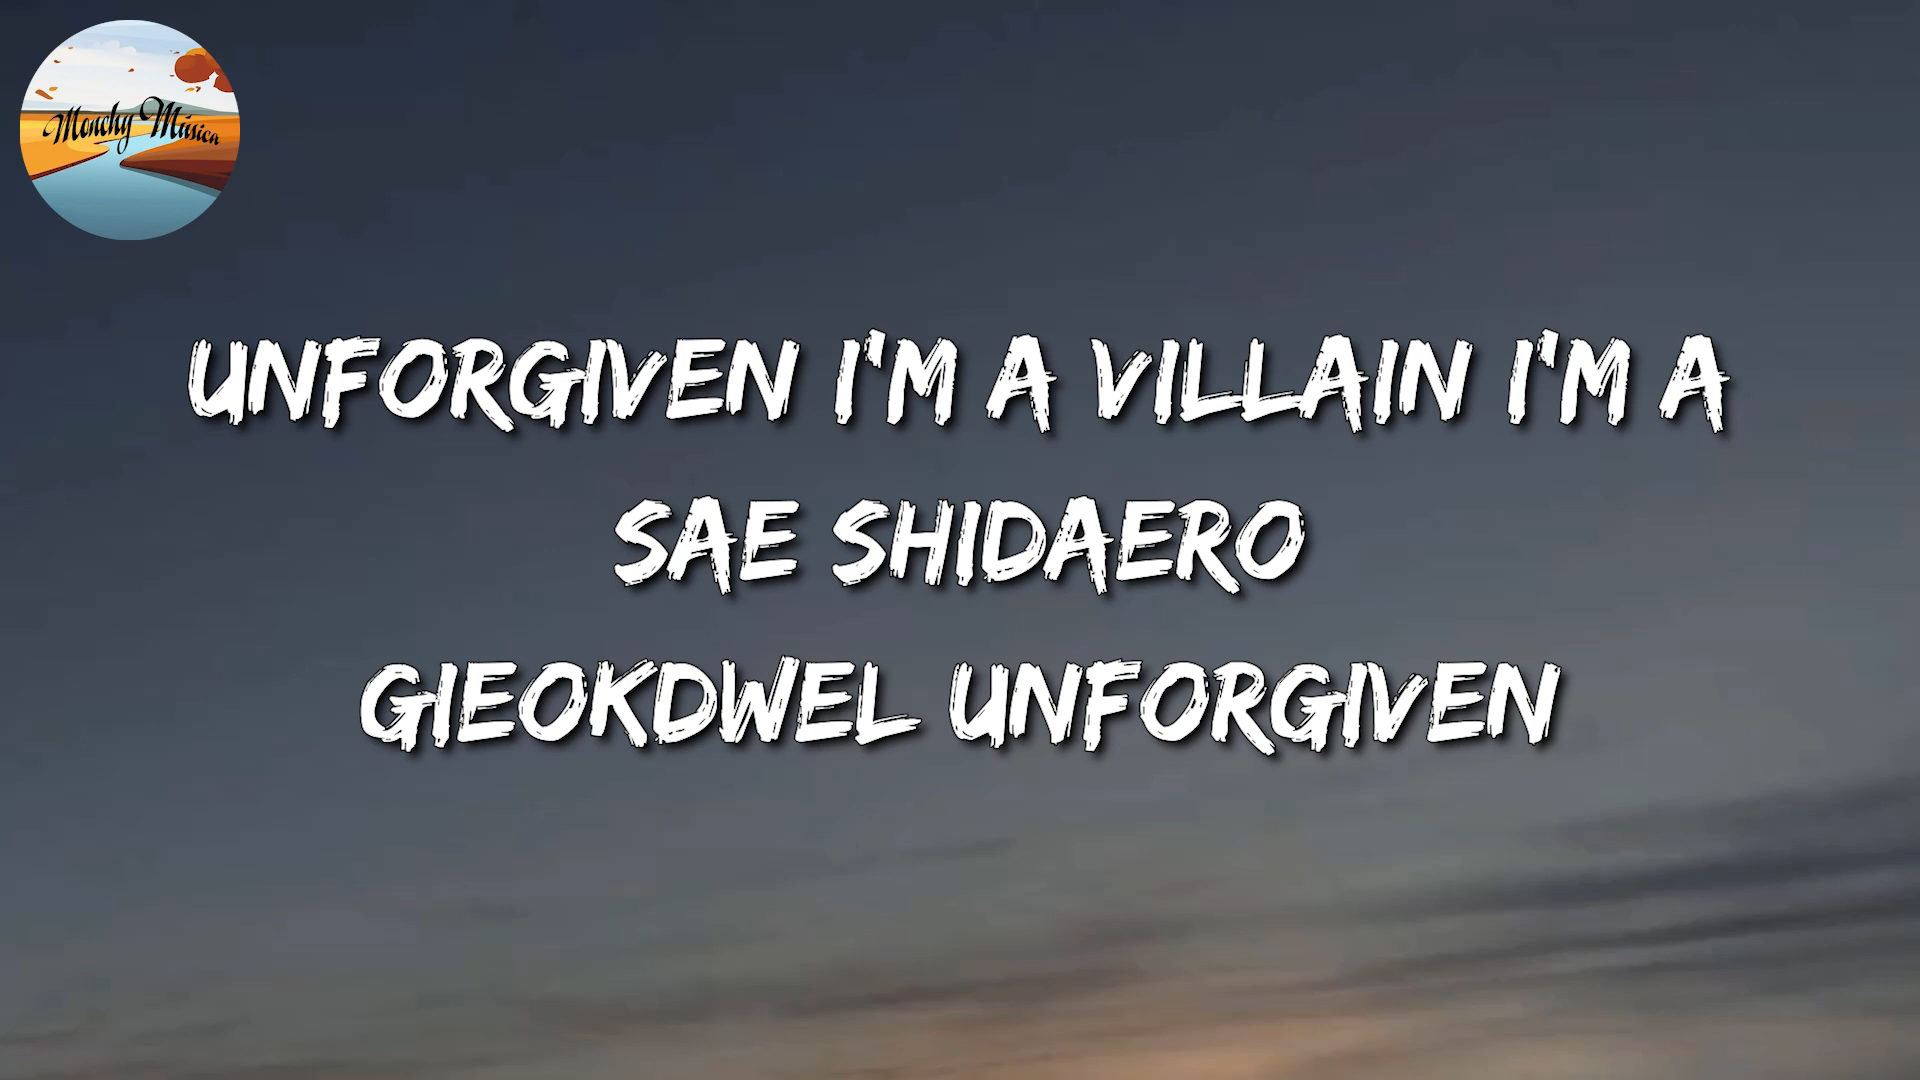 Monchy Música
UNFORGIVEN I'M A VILLAIN I'M A
SAE SHIDAERO
GIEOKDWEL UNFORGIVEN